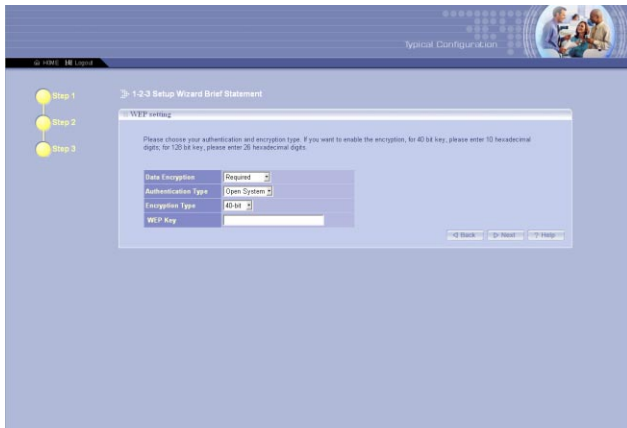 Typical Configuration
HOME Logout
Step 1
Step 2
Step 3
1-2-3 Setup Wizard Brief Statement
WEP setting
Please choose your authentication and encryption type. If you want to enable the encryption, for 40 bit key, please enter 10 hexadecimal
digits; for 128 bit key, please enter 26 hexadecimal digits.
Data Encryption Required
Authentication Type Open System
Encryption Type 40-bit
WEP Key
Back Next ? Help